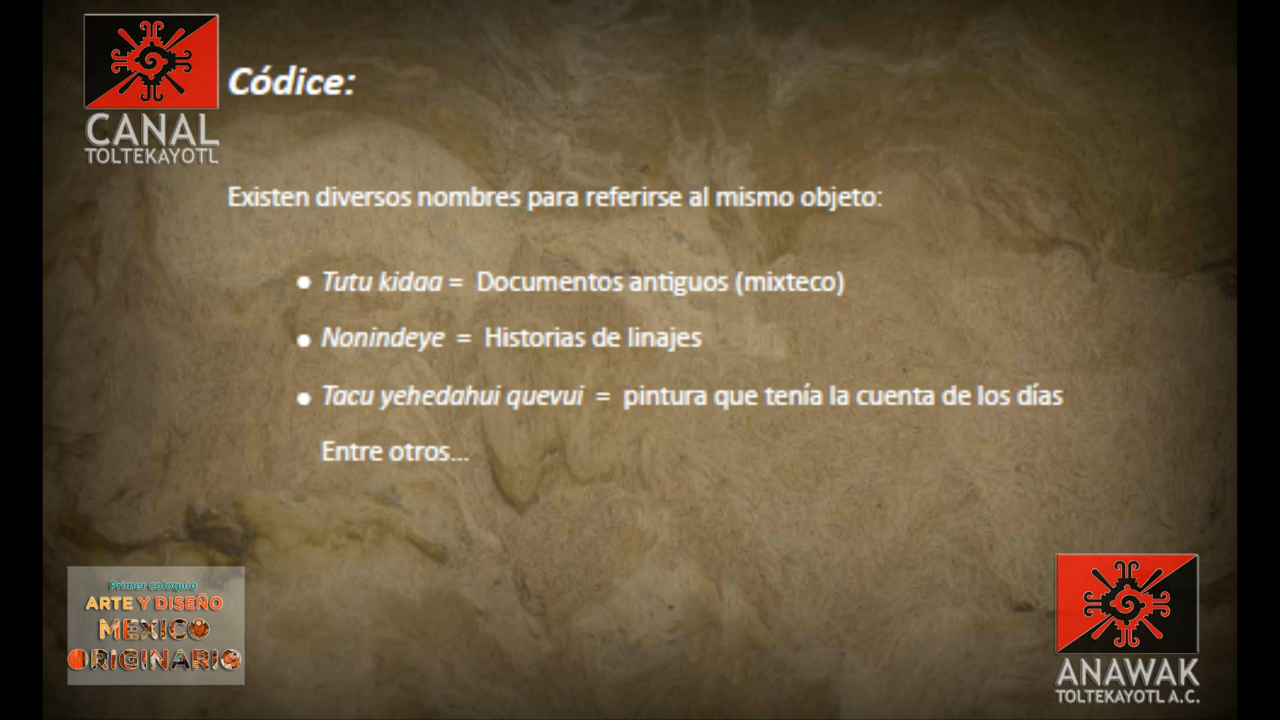 CANAL
TOLTEKAYOTL
Códice:
Existen diversos nombres para referirse al mismo objeto:
● Tutu kidaa = Documentos antiguos (mixteco)
● Nonindeye = Historias de linajes
● Tacu yehedahui quevui = pintura que tenía la cuenta de los días
Entre otros...
Primer coloquio
ARTE Y DISEÑO
MEXICO
ORIGINARIO
ANAWAK
TOLTEKAYOTL A.C.